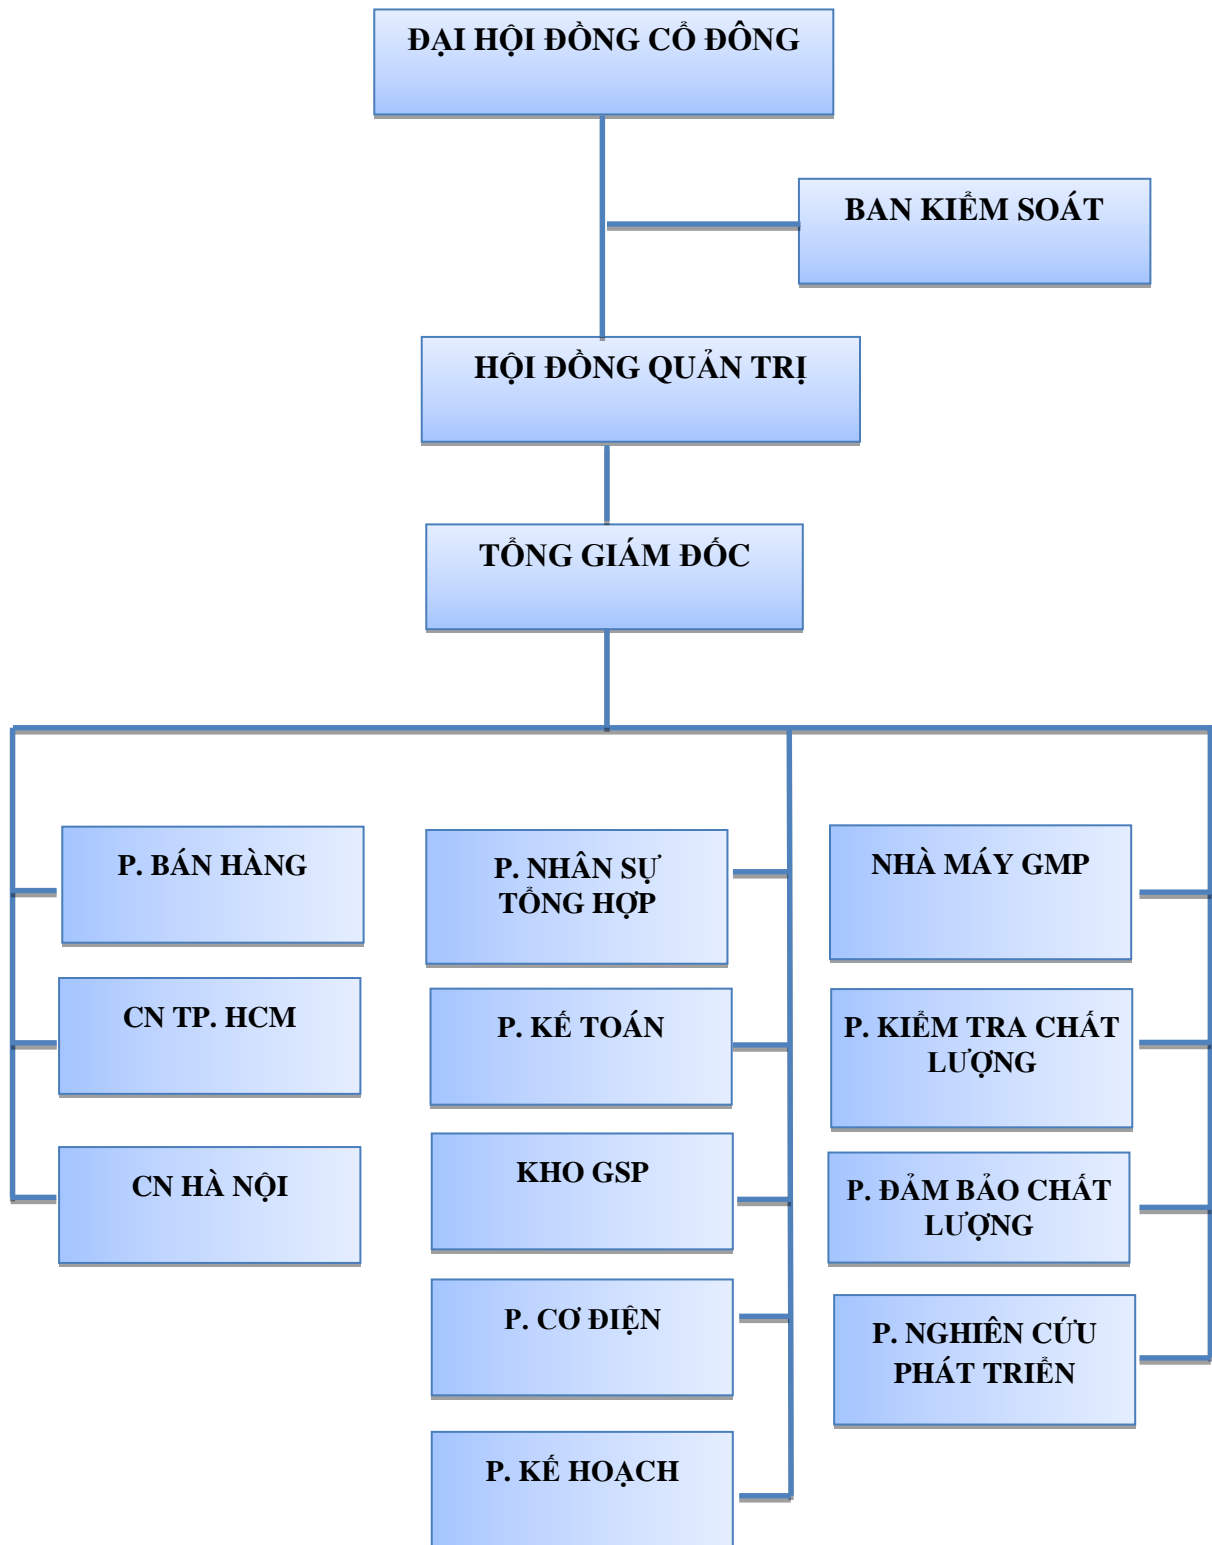 ĐẠI HỘI ĐỒNG CỔ ĐÔNG
BAN KIỂM SOÁT
HỘI ĐỒNG QUẢN TRỊ
TỔNG GIÁM ĐỐC
P. BÁN HÀNG
CN TP. HCM
CN HÀ NỘI
P. NHÂN SỰ
TỔNG HỢP
P. KẾ TOÁN
KHO GSP
P. CƠ ĐIỆN
P. KẾ HOẠCH
NHÀ MÁY GMP
P. KIỂM TRA CHẤT
LƯỢNG
P. ĐẢM BẢO CHẤT
LƯỢNG
P. NGHIÊN CỨU
PHÁT TRIỂN